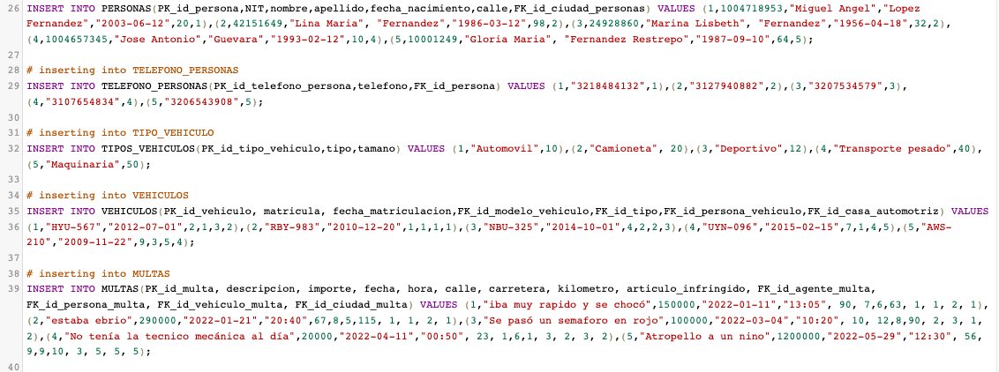 26 INSERT INTO PERSONAS(PK_id_persona,NIT,nombre,apellido,fecha_nacimiento,calle,FK_id_ciudad_personas) VALUES (1,1004718953,"Miguel Angel","Lopez
Fernandez","2003-06-12",20,1),(2,42151649,"Lina Maria", "Fernandez","1986-03-12",98,2),(3,24928860,"Marina Lisbeth", "Fernandez","1956-04-18",32,2),
(4,1004657345,"Jose Antonio","Guevara","1993-02-12",10,4),(5,10001249,"Gloria Maria", "Fernandez Restrepo","1987-09-10",64,5);
27
28 # inserting into TELEFONO_PERSONAS
29 INSERT INTO TELEFONO_PERSONAS(PK_id_telefono_persona,telefono,FK_id_persona) VALUES (1,"3218484132",1),(2,"3127940882",2),(3,"3207534579",3),
(4,"3107654834",4),(5,"3206543908",5);
30
31 # inserting into TIPO_VEHICULO
32 INSERT INTO TIPOS_VEHICULOS(PK_id_tipo_vehiculo,tipo,tamano) VALUES (1,"Automovil",10),(2,"Camioneta", 20),(3,"Deportivo",12),(4,"Transporte pesado",40),
(5,"Maquinaria",50);
33
34 # inserting into VEHICULOS
35 INSERT INTO VEHICULOS(PK_id_vehiculo, matricula, fecha_matriculacion,FK_id_modelo_vehiculo,FK_id_tipo,FK_id_persona_vehiculo,FK_id_casa_automotriz) VALUES
36 (1,"HYU-567","2012-07-01",2,1,3,2),(2,"RBY-983","2010-12-20",1,1,1,1),(3,"NBU-325","2014-10-01",4,2,2,3),(4,"UYN-096","2015-02-15",7,1,4,5),(5,"AWS-
210","2009-11-22",9,3,5,4);
37
38 # inserting into MULTAS
39 INSERT INTO MULTAS(PK_id_multa, descripcion, importe, fecha, hora, calle, carretera, kilometro, articulo_infringido, FK_id_agente_multa,
FK_id_persona_multa, FK_id_vehiculo_multa, FK_id_ciudad_multa) VALUES (1,"iba muy rapido y se chocó",150000,"2022-01-11","13:05", 90, 7,6,63, 1, 1, 2, 1),
(2,"estaba ebrio",290000,"2022-01-21","20:40",67,8,5,115, 1, 1, 2, 1),(3,"Se pasó un semaforo en rojo",100000,"2022-03-04","10:20", 10, 12,8,90, 2, 3, 1,
2),(4,"No tenía la tecnico mecánica al día",20000,"2022-04-11","00:50", 23, 1,6,1, 3, 2, 3, 2),(5,"Atropello a un nino",1200000,"2022-05-29","12:30", 56,
9,9,10, 3, 5, 5, 5);
40